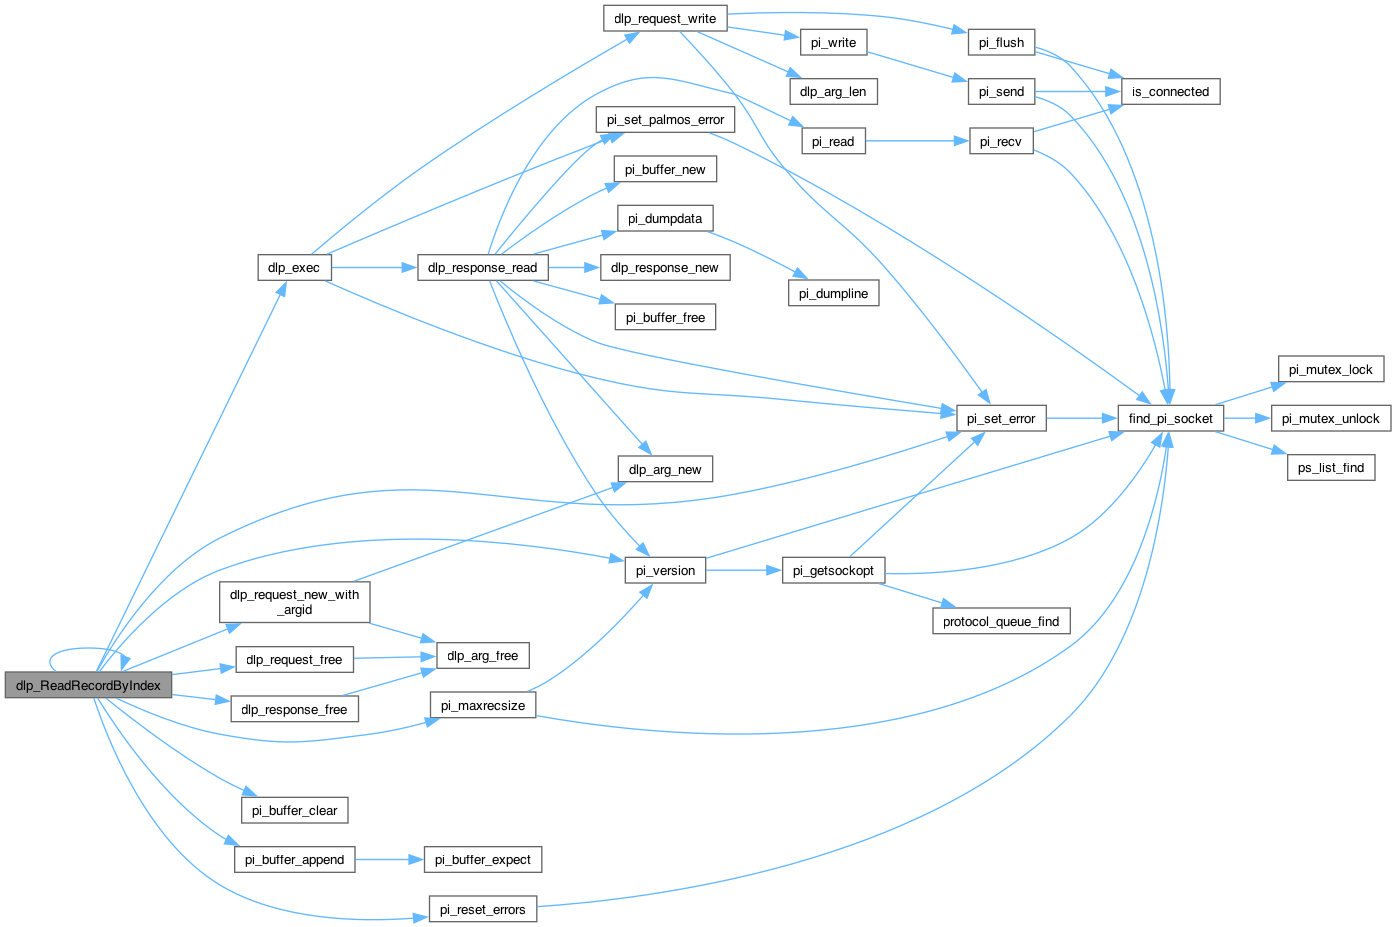 dlp_request_write
pi_write
pi_flush
dlp_arg_len
pi_send
is_connected
pi_set_palmos_error
pi_read
pi_recv
pi_buffer_new
pi_dumpdata
dlp_exec
dlp_response_read
dlp_response_new
pi_dumpline
pi_buffer_free
pi_mutex_lock
pi_set_error
find_pi_socket
pi_mutex_unlock
dlp_arg_new
ps_list_find
pi_version
pi_getsockopt
dlp_request_new_with
_argid
protocol_queue_find
dlp_request_free
dlp_arg_free
dlp_ReadRecordByIndex
dlp_response_free
pi_maxrecsize
pi_buffer_clear
pi_buffer_append
pi_buffer_expect
pi_reset_errors